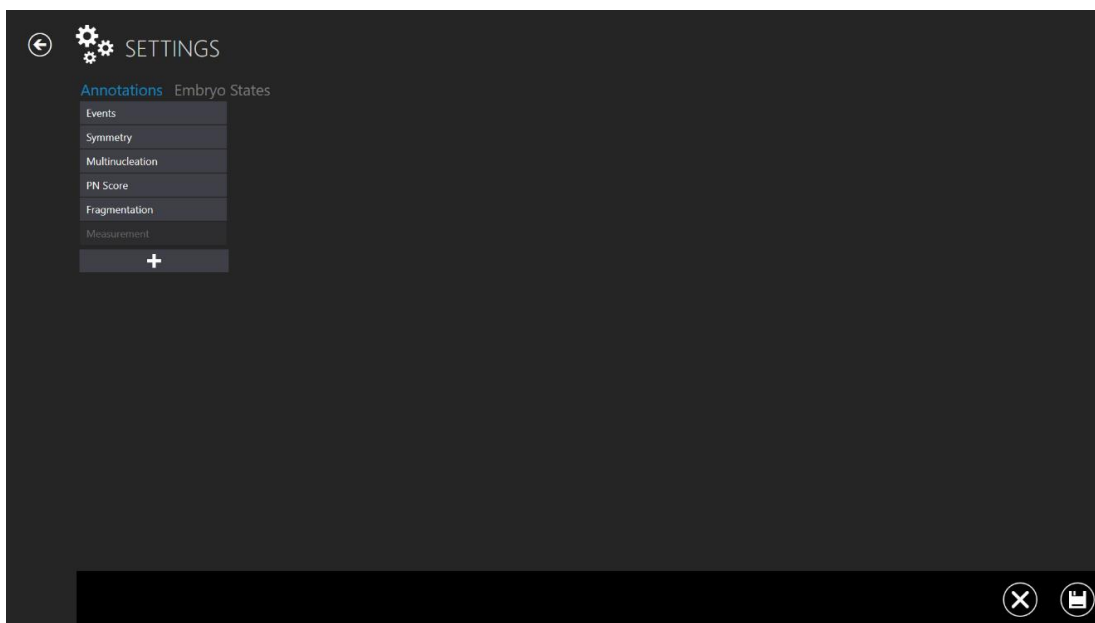 SETTINGS
Annotations Embryo States
Events
Symmetry
Multinucleation
PN Score
Fragmentation
Measurement